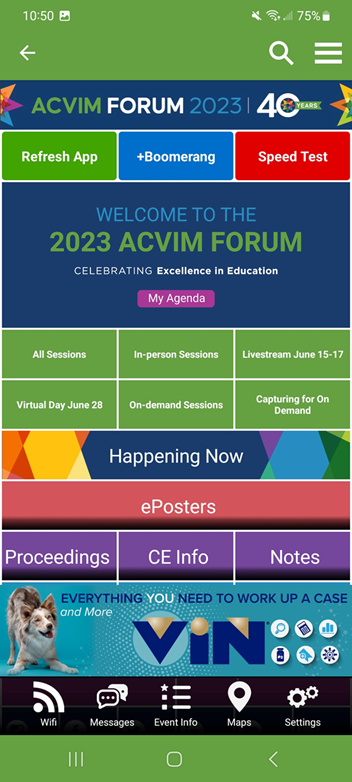 10:50
75%
ACVIM FORUM 2023 | 40 YEARS
Refresh App
+Boomerang
Speed Test
WELCOME TO THE
2023 ACVIM FORUM
CELEBRATING Excellence in Education
My Agenda
All Sessions
In-person Sessions
Livestream June 15-17
Virtual Day June 28
On-demand Sessions
Capturing for On
Demand
Happening Now
ePosters
Proceedings
CE Info
Notes
EVERYTHING YOU NEED TO WORK UP A CASE
and More
VIN
Wifi
Messages
Event Info
Maps
Settings